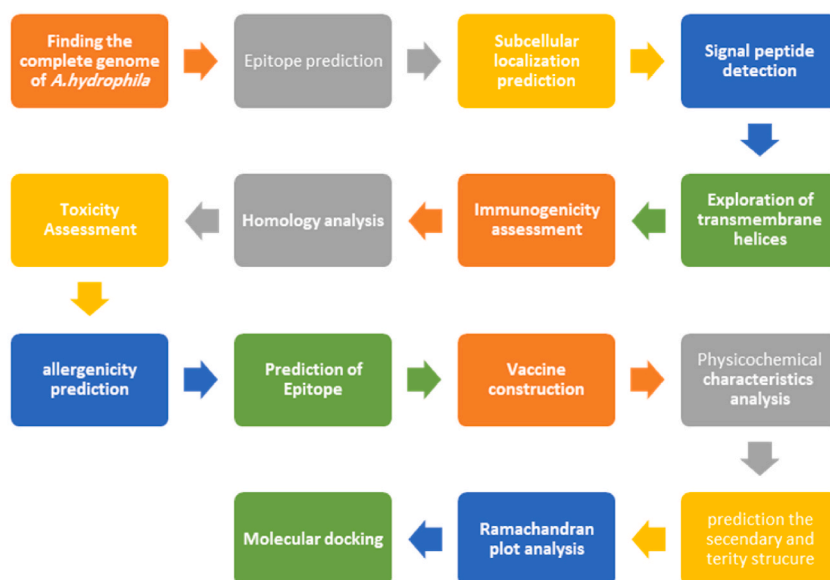 Finding the
complete genome
of A.hydrophila
Epitope prediction
Subcellular
localization
prediction
Signal peptide
detection
Exploration of
transmembrane
helices
Immunogenicity
assessment
Homology analysis
Toxicity
Assessment
allergenicity
prediction
Prediction of
Epitope
Vaccine
construction
Physicochemical
characteristics
analysis
prediction the
secendary and
terity strucure
Ramachandran
plot analysis
Molecular docking